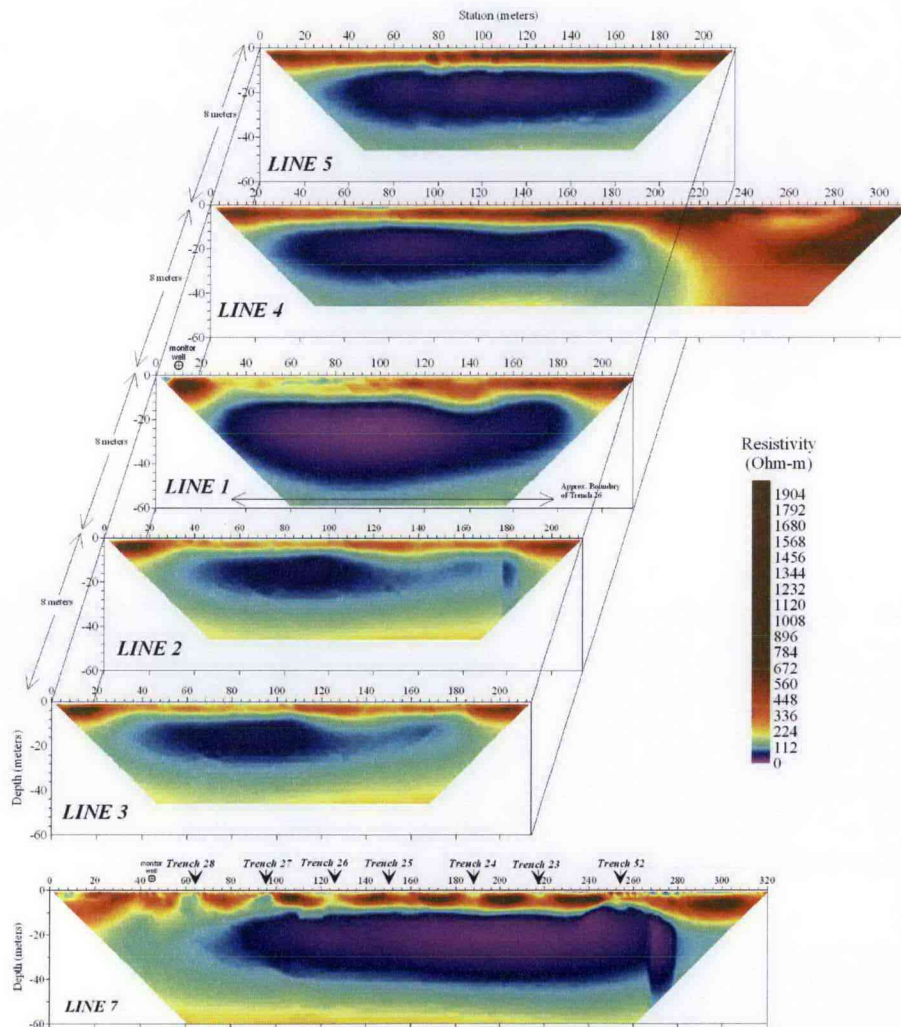 Station (meters)
0 20 40 60 80 100 120 140 160 180 200
0
-20
-40
-60
8 meters
LINE 5
0 20 40 60 80 100 120 140 160 180 200 220 240 260 280 300
0
-20
-40
-60
8 meters
LINE 4
monitor
well
20 40 60 80 100 120 140 160 180 200
0
-20
-40
-60
8 meters
LINE 1
Approx. Boundary
of Trench 26
0 20 40 60 80 100 120 140 160 180 200
0
-20
-40
-60
8 meters
LINE 2
0 20 40 60 80 100 120 140 160 180 200
0
-20
-40
-60
Depth (meters)
LINE 3
Resistivity
(Ohm-m)
1904
1792
1680
1568
1456
1344
1232
1120
1008
896
784
672
560
448
336
224
112
0
monitor
well
Trench 28 Trench 27 Trench 26 Trench 25 Trench 24 Trench 23 Trench 52
0 20 40 60 80 100 120 140 160 180 200 220 240 260 280 300 320
0
-20
-40
-60
Depth (meters)
LINE 7